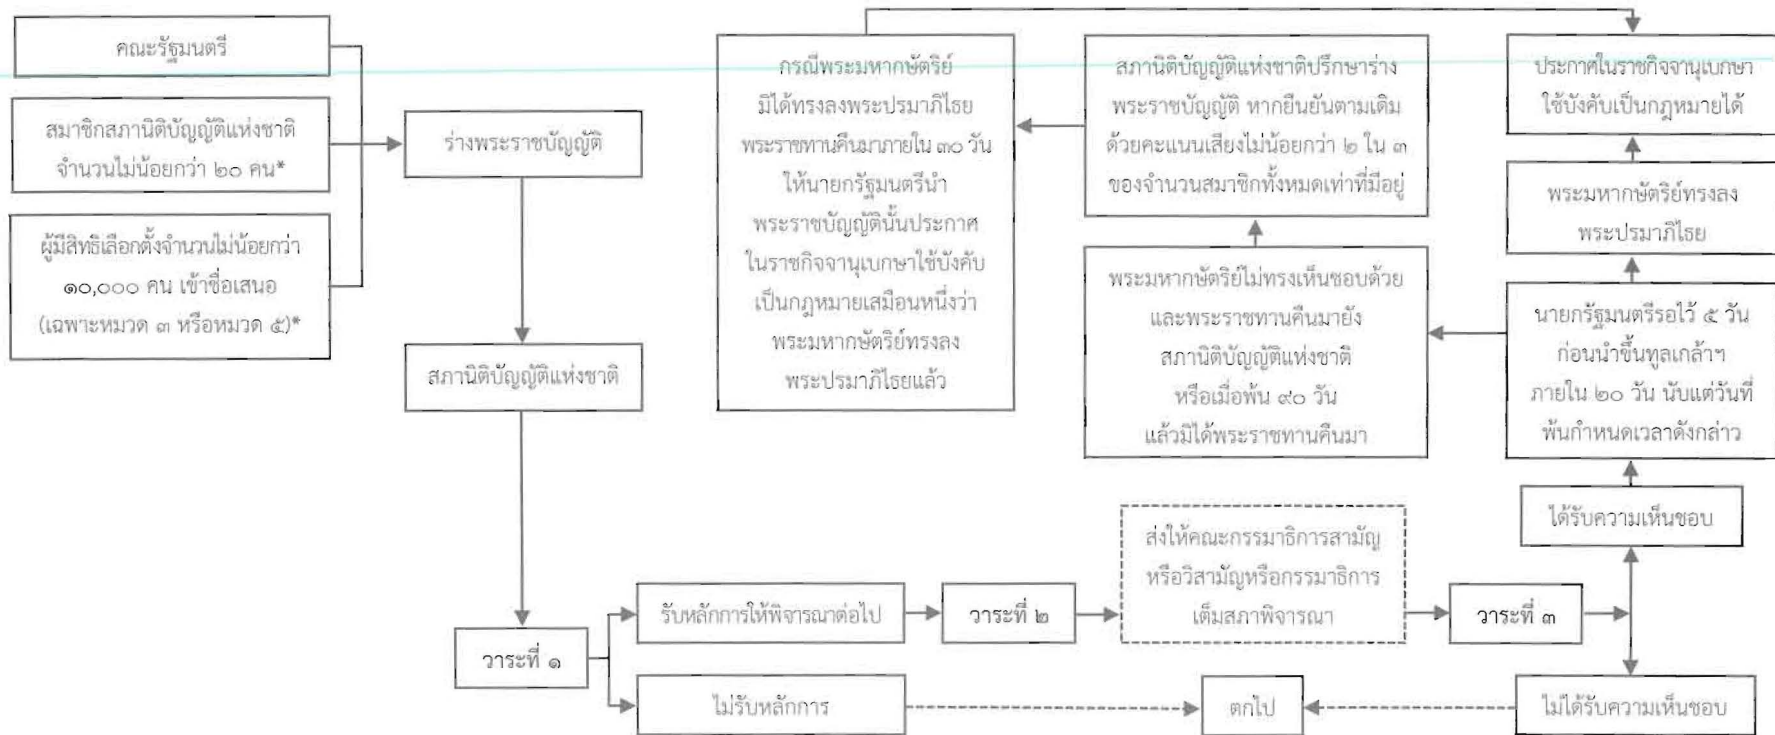 คณะรัฐมนตรี
สมาชิกสภานิติบัญญัติแห่งชาติ
จำนวนไม่น้อยกว่า ๒๐ คน*
ผู้มีสิทธิเลือกตั้งจำนวนไม่น้อยกว่า
๑๐,๐๐๐ คน เข้าชื่อเสนอ
(เฉพาะหมวด ๓ หรือหมวด ๕)*
ร่างพระราชบัญญัติ
สภานิติบัญญัติแห่งชาติ
วาระที่ ๑
รับหลักการให้พิจารณาต่อไป
ไม่รับหลักการ
วาระที่ ๒
ส่งให้คณะกรรมาธิการสามัญ
หรือวิสามัญหรือกรรมาธิการ
เต็มสภาพิจารณา
วาระที่ ๓
ตกไป
ได้รับความเห็นชอบ
ไม่ได้รับความเห็นชอบ
นายกรัฐมนตรีรอไว้ ๕ วัน
ก่อนนำขึ้นทูลเกล้าฯ
ภายใน ๒๐ วัน นับแต่วันที่
พ้นกำหนดเวลาดังกล่าว
พระมหากษัตริย์ทรงลง
พระปรมาภิไธย
ประกาศในราชกิจจานุเบกษา
ใช้บังคับเป็นกฎหมายได้
พระมหากษัตริย์ไม่ทรงเห็นชอบด้วย
และพระราชทานคืนมายัง
สภานิติบัญญัติแห่งชาติ
หรือเมื่อพ้น ๙๐ วัน
แล้วมิได้พระราชทานคืนมา
สภานิติบัญญัติแห่งชาติปรึกษาร่าง
พระราชบัญญัติ หากยืนยันตามเดิม
ด้วยคะแนนเสียงไม่น้อยกว่า ๒ ใน ๓
ของจำนวนสมาชิกทั้งหมดเท่าที่มีอยู่
กรณีพระมหากษัตริย์
มิได้ทรงลงพระปรมาภิไธย
พระราชทานคืนมาภายใน ๓๐ วัน
ให้นายกรัฐมนตรีนำ
พระราชบัญญัตินั้นประกาศ
ในราชกิจจานุเบกษาใช้บังคับ
เป็นกฎหมายเสมือนหนึ่งว่า
พระมหากษัตริย์ทรงลง
พระปรมาภิไธยแล้ว